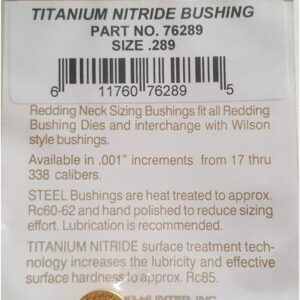 TITANIUM NITRIDE BUSHING
PART NO. 76289
SIZE .289
6 11760 76289 5
Redding Neck Sizing Bushings fit all Redding
Bushing Dies and interchange with Wilson
style bushings.
Available in .001" increments from 17 thru
338 calibers.
STEEL Bushings are heat treated to approx.
Rc60-62 and hand polished to reduce sizing
effort. Lubrication is recommended.
TITANIUM NITRIDE surface treatment tech-
nology increases the lubricity and effective
surface hardness to approx. Rc85.